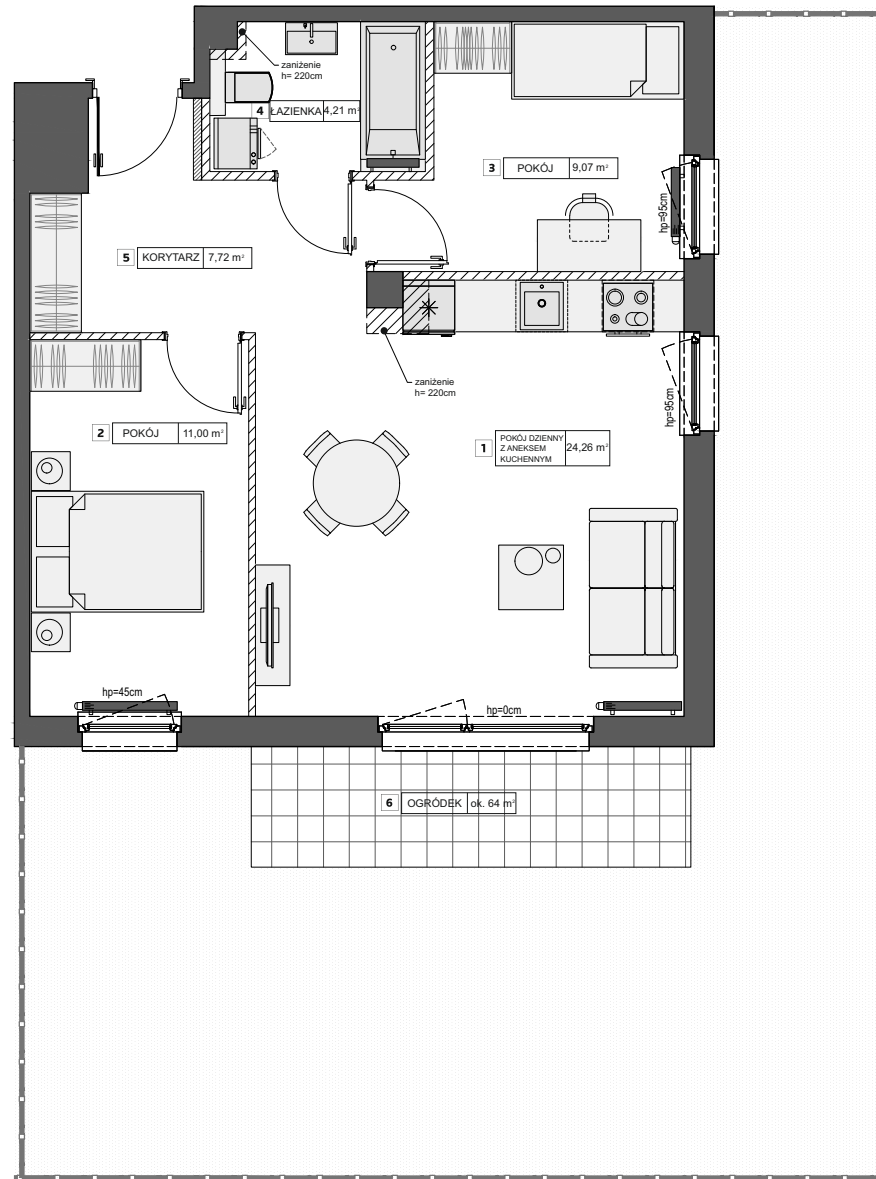 zaniżenie
h= 220cm
4 ŁAZIENKA 4,21 m²
3 POKÓJ 9,07 m²
hp=95cm
5 KORYTARZ 7,72 m²
zaniżenie
h= 220cm
hp=95cm
2 POKÓJ 11,00 m²
1 POKÓJ DZIENNY
Z ANEKSEM
KUCHENNYM
24,26 m²
hp=45cm
hp=0cm
6 OGRÓDEK ok. 64 m²